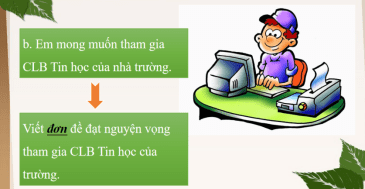 b. Em mong muốn tham gia
CLB Tin học của nhà trường.
Viết đơn đề đạt nguyện vọng
tham gia CLB Tin học của
trường.